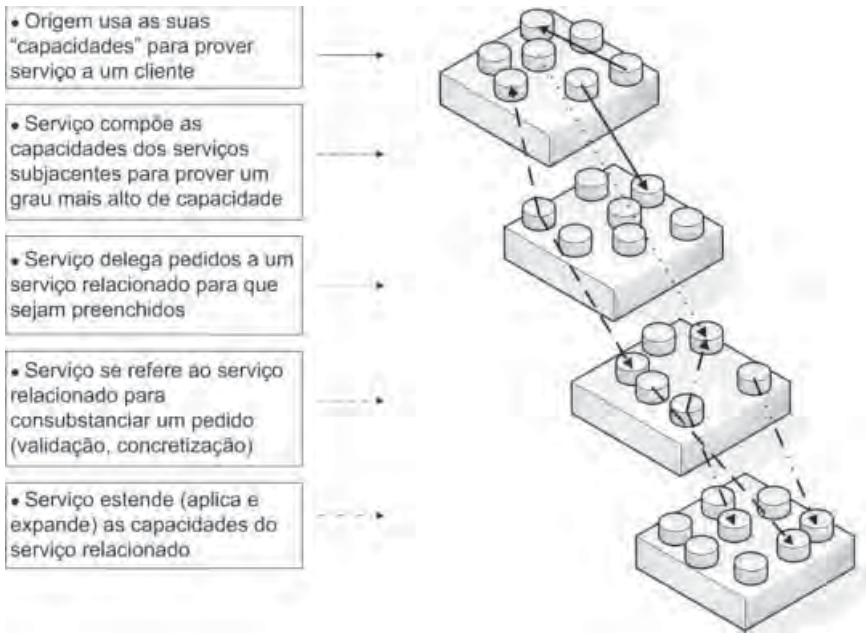 • Origem usa as suas
“capacidades” para prover
serviço a um cliente
• Serviço compõe as
capacidades dos serviços
subjacentes para prover um
grau mais alto de capacidade
• Serviço delega pedidos a um
serviço relacionado para que
sejam preenchidos
• Serviço se refere ao serviço
relacionado para
consubstanciar um pedido
(validação, concretização)
• Serviço estende (aplica e
expande) as capacidades do
serviço relacionado